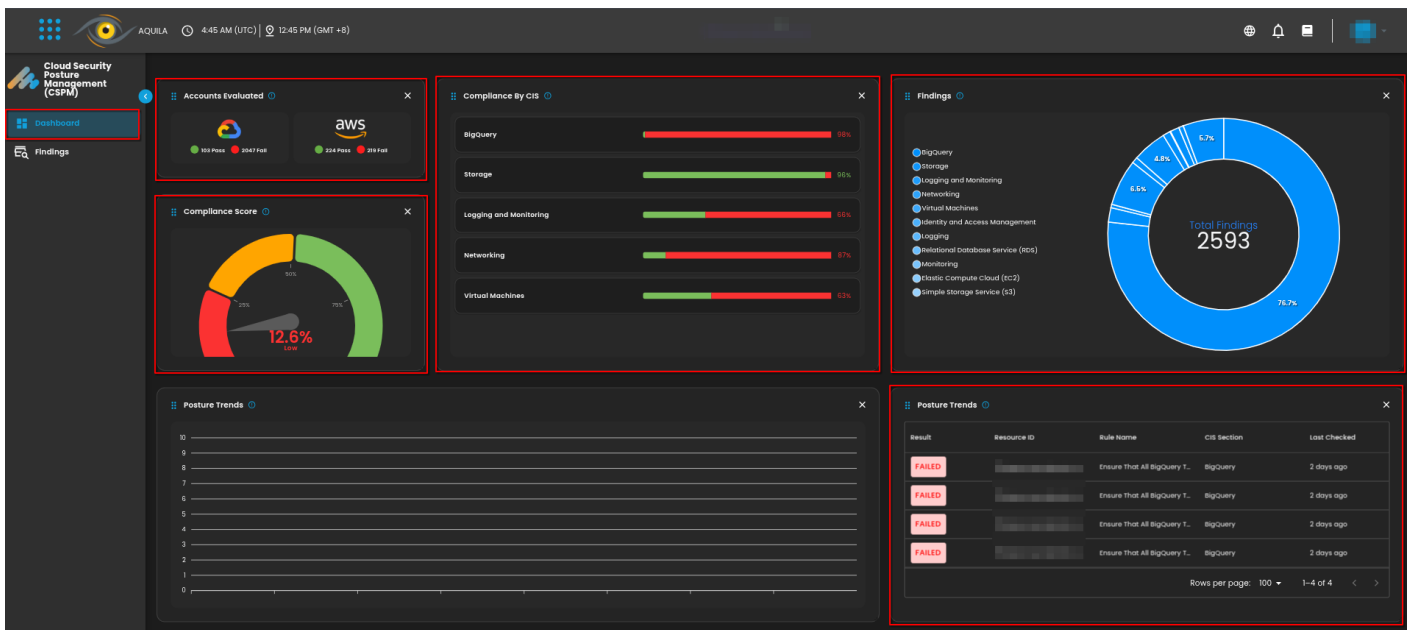 AQUILA 4:45 AM (UTC) | 12:45 PM (GMT +8)
Cloud Security
Posture
Management
(CSPM)
Dashboard
Findings
Accounts Evaluated
103 Pass 2047 Fail
aws
224 Pass 219 Fail
Compliance Score
25%
50%
75%
12.6%
Low
Compliance By CIS
BigQuery 98%
Storage 96%
Logging and Monitoring 66%
Networking 87%
Virtual Machines 63%
Findings
BigQuery
Storage
Logging and Monitoring
Networking
Virtual Machines
Identity and Access Management
Logging
Relational Database Service (RDS)
Monitoring
Elastic Compute Cloud (EC2)
Simple Storage Service (S3)
5.7%
4.8%
6.5%
76.7%
Total Findings
2593
Posture Trends
10
9
8
7
6
5
4
3
2
1
0
Posture Trends
Result Resource ID Rule Name CIS Section Last Checked
FAILED Ensure That All BigQuery T... BigQuery 2 days ago
FAILED Ensure That All BigQuery T... BigQuery 2 days ago
FAILED Ensure That All BigQuery T... BigQuery 2 days ago
FAILED Ensure That All BigQuery T... BigQuery 2 days ago
Rows per page: 100 1–4 of 4